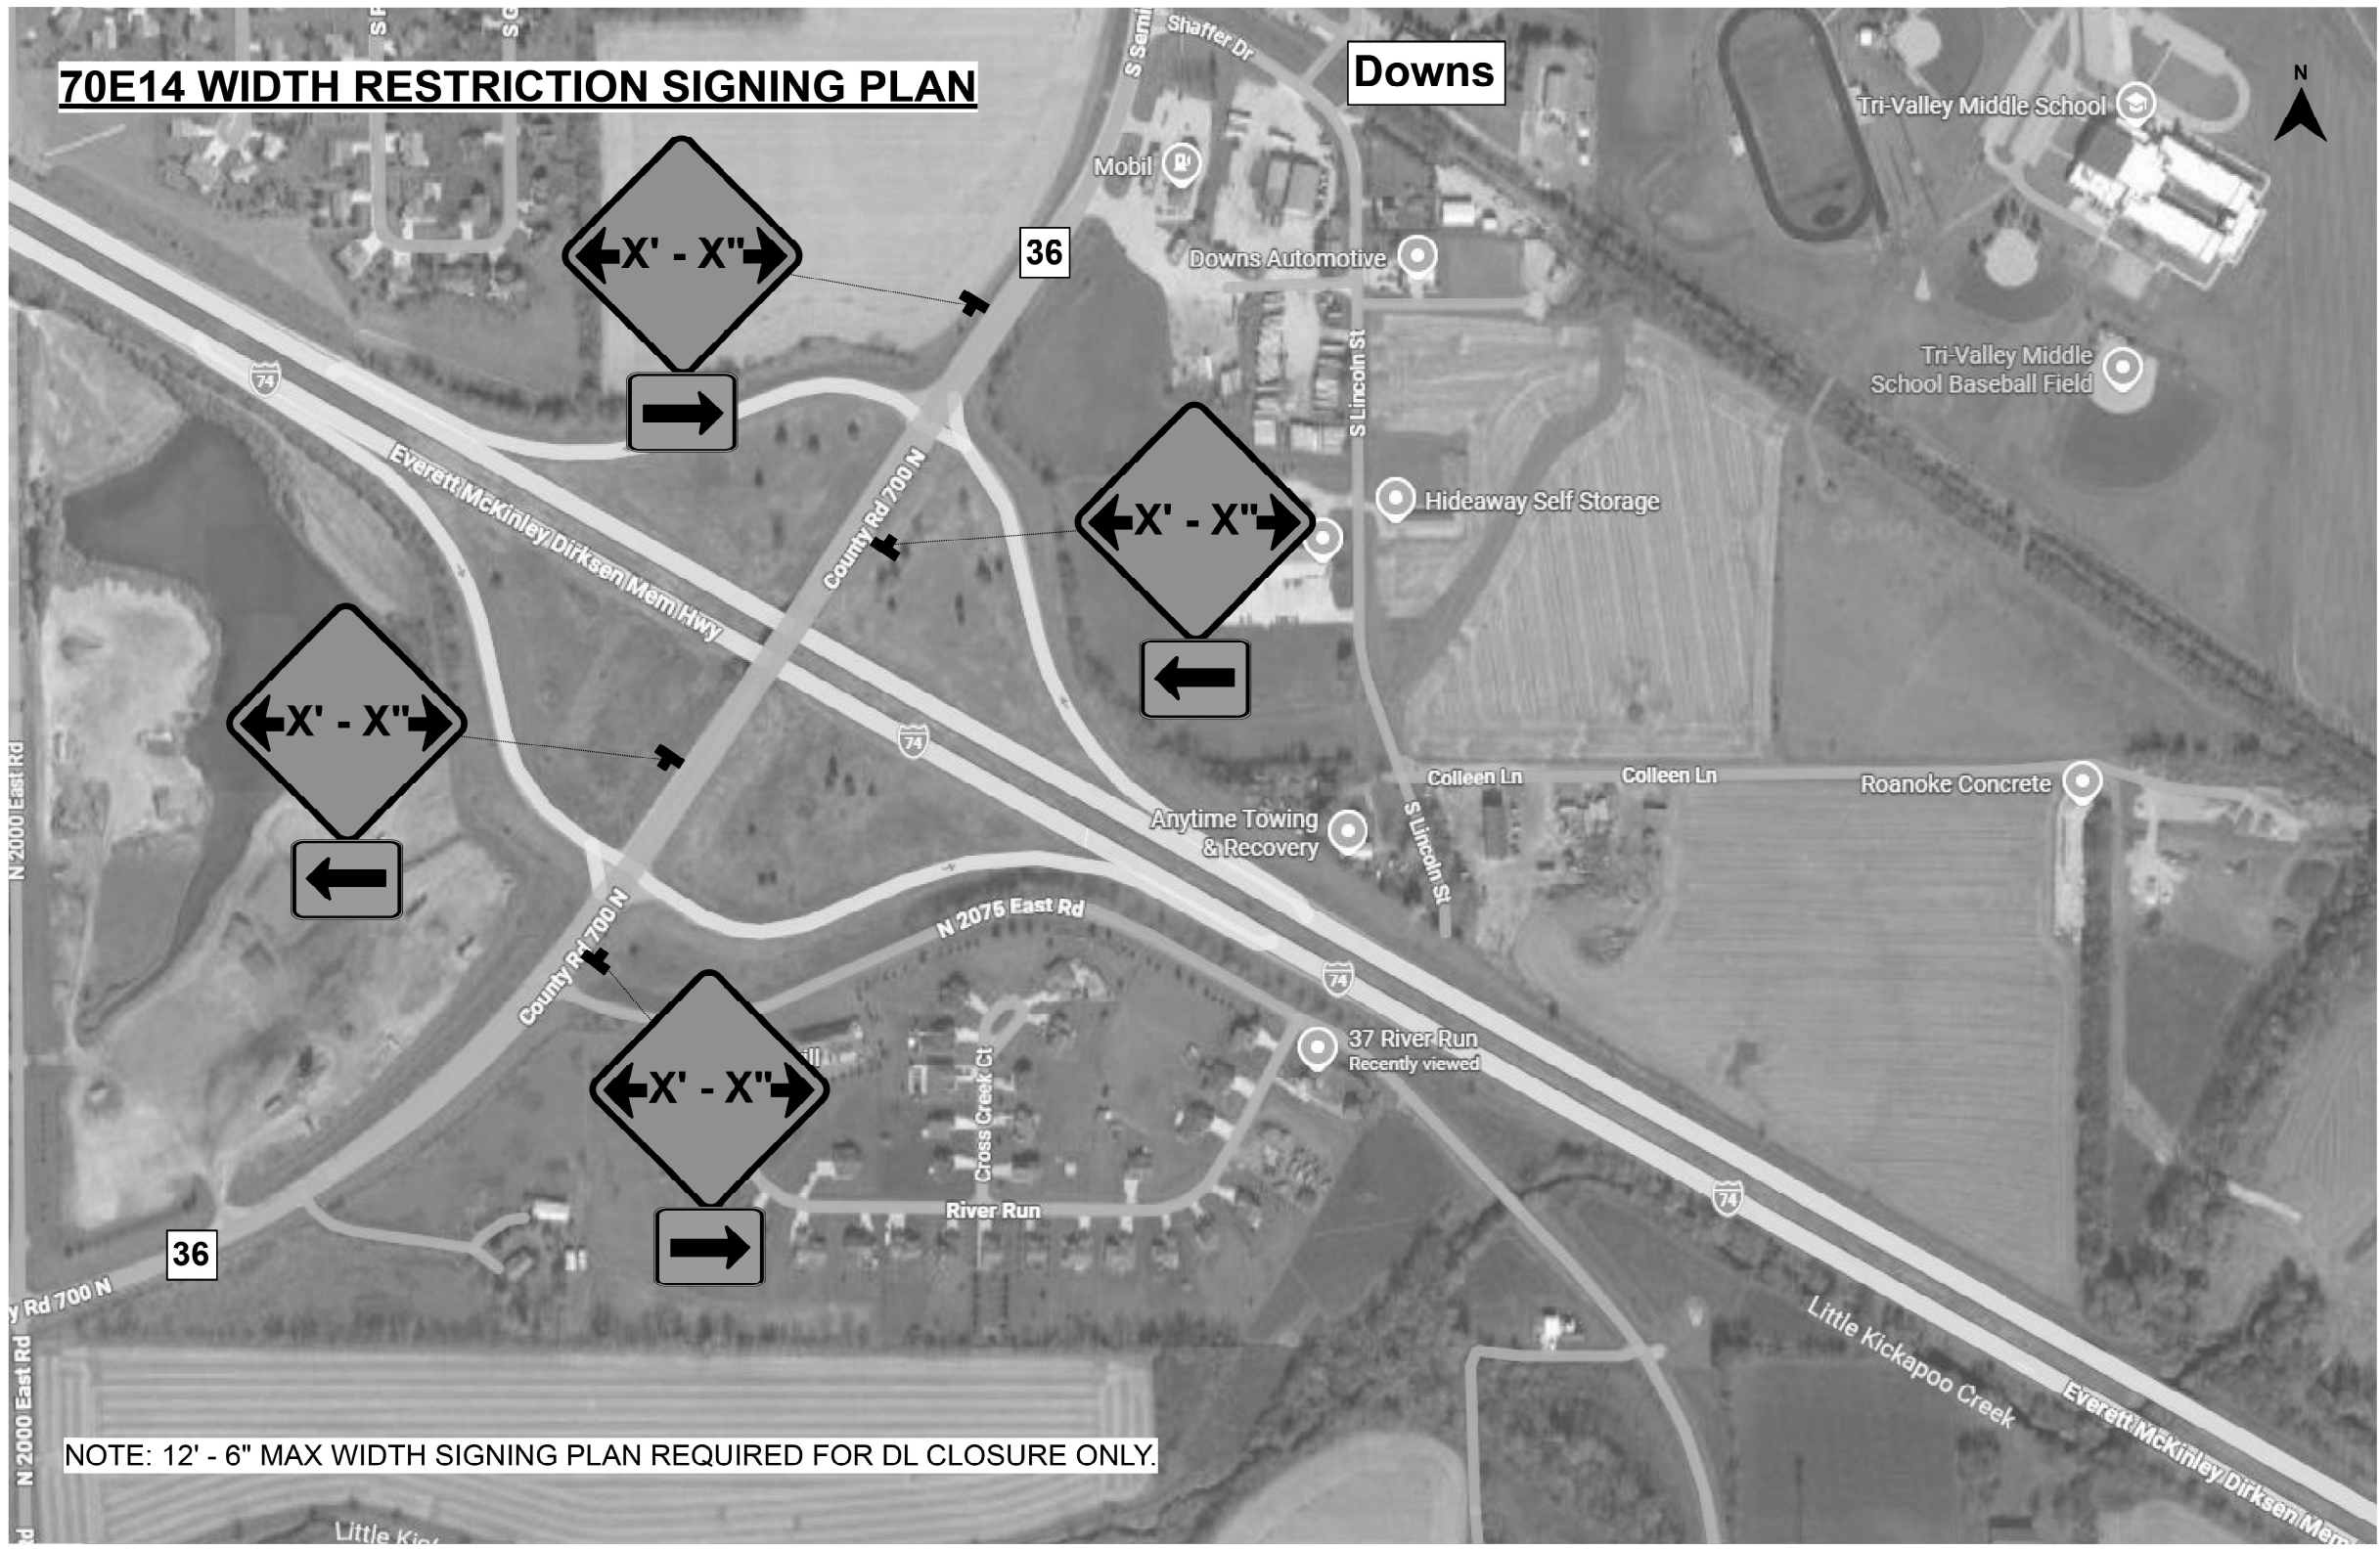 S
S G
S Semi
Shaffer Dr
70E14 WIDTH RESTRICTION SIGNING PLAN
Downs
N
Tri-Valley Middle School
Mobil
36
X' - X"
Downs Automotive
S Lincoln St
Tri-Valley Middle
School Baseball Field
74
Everett McKinley Dirksen Mem Hwy
County Rd 700 N
X' - X"
Hideaway Self Storage
X' - X"
74
N 2000 East Rd
Colleen Ln
Colleen Ln
Roanoke Concrete
Anytime Towing
& Recovery
S Lincoln St
County Rd 700 N
N 2075 East Rd
74
37 River Run
Recently viewed
ill
X' - X"
Cross Creek Ct
River Run
74
36
y Rd 700 N
N 2000 East Rd
Little Kickapoo Creek
Everett McKinley Dirksen Mem
NOTE: 12' - 6" MAX WIDTH SIGNING PLAN REQUIRED FOR DL CLOSURE ONLY.
Rd